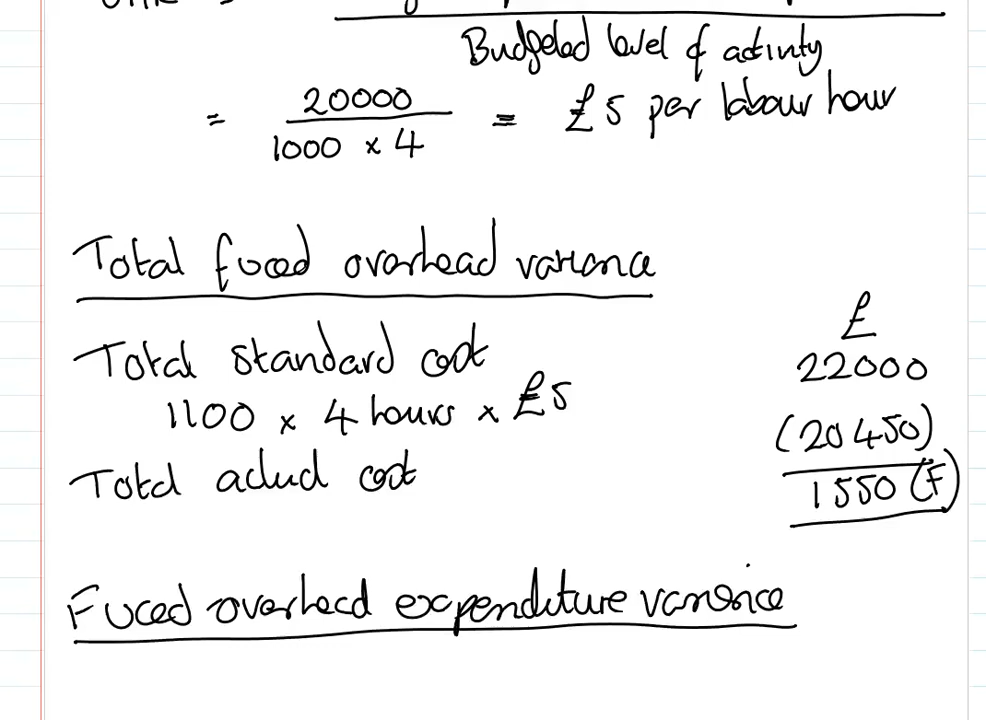 Budgeted level of activity
= 20000 / 1000 x 4 = £5 per labour hour
Total fixed overhead variance
£
Total standard cost 22000
1100 x 4 hours x £5
Total actual cost (20450)
1550 (F)
Fixed overhead expenditure variance